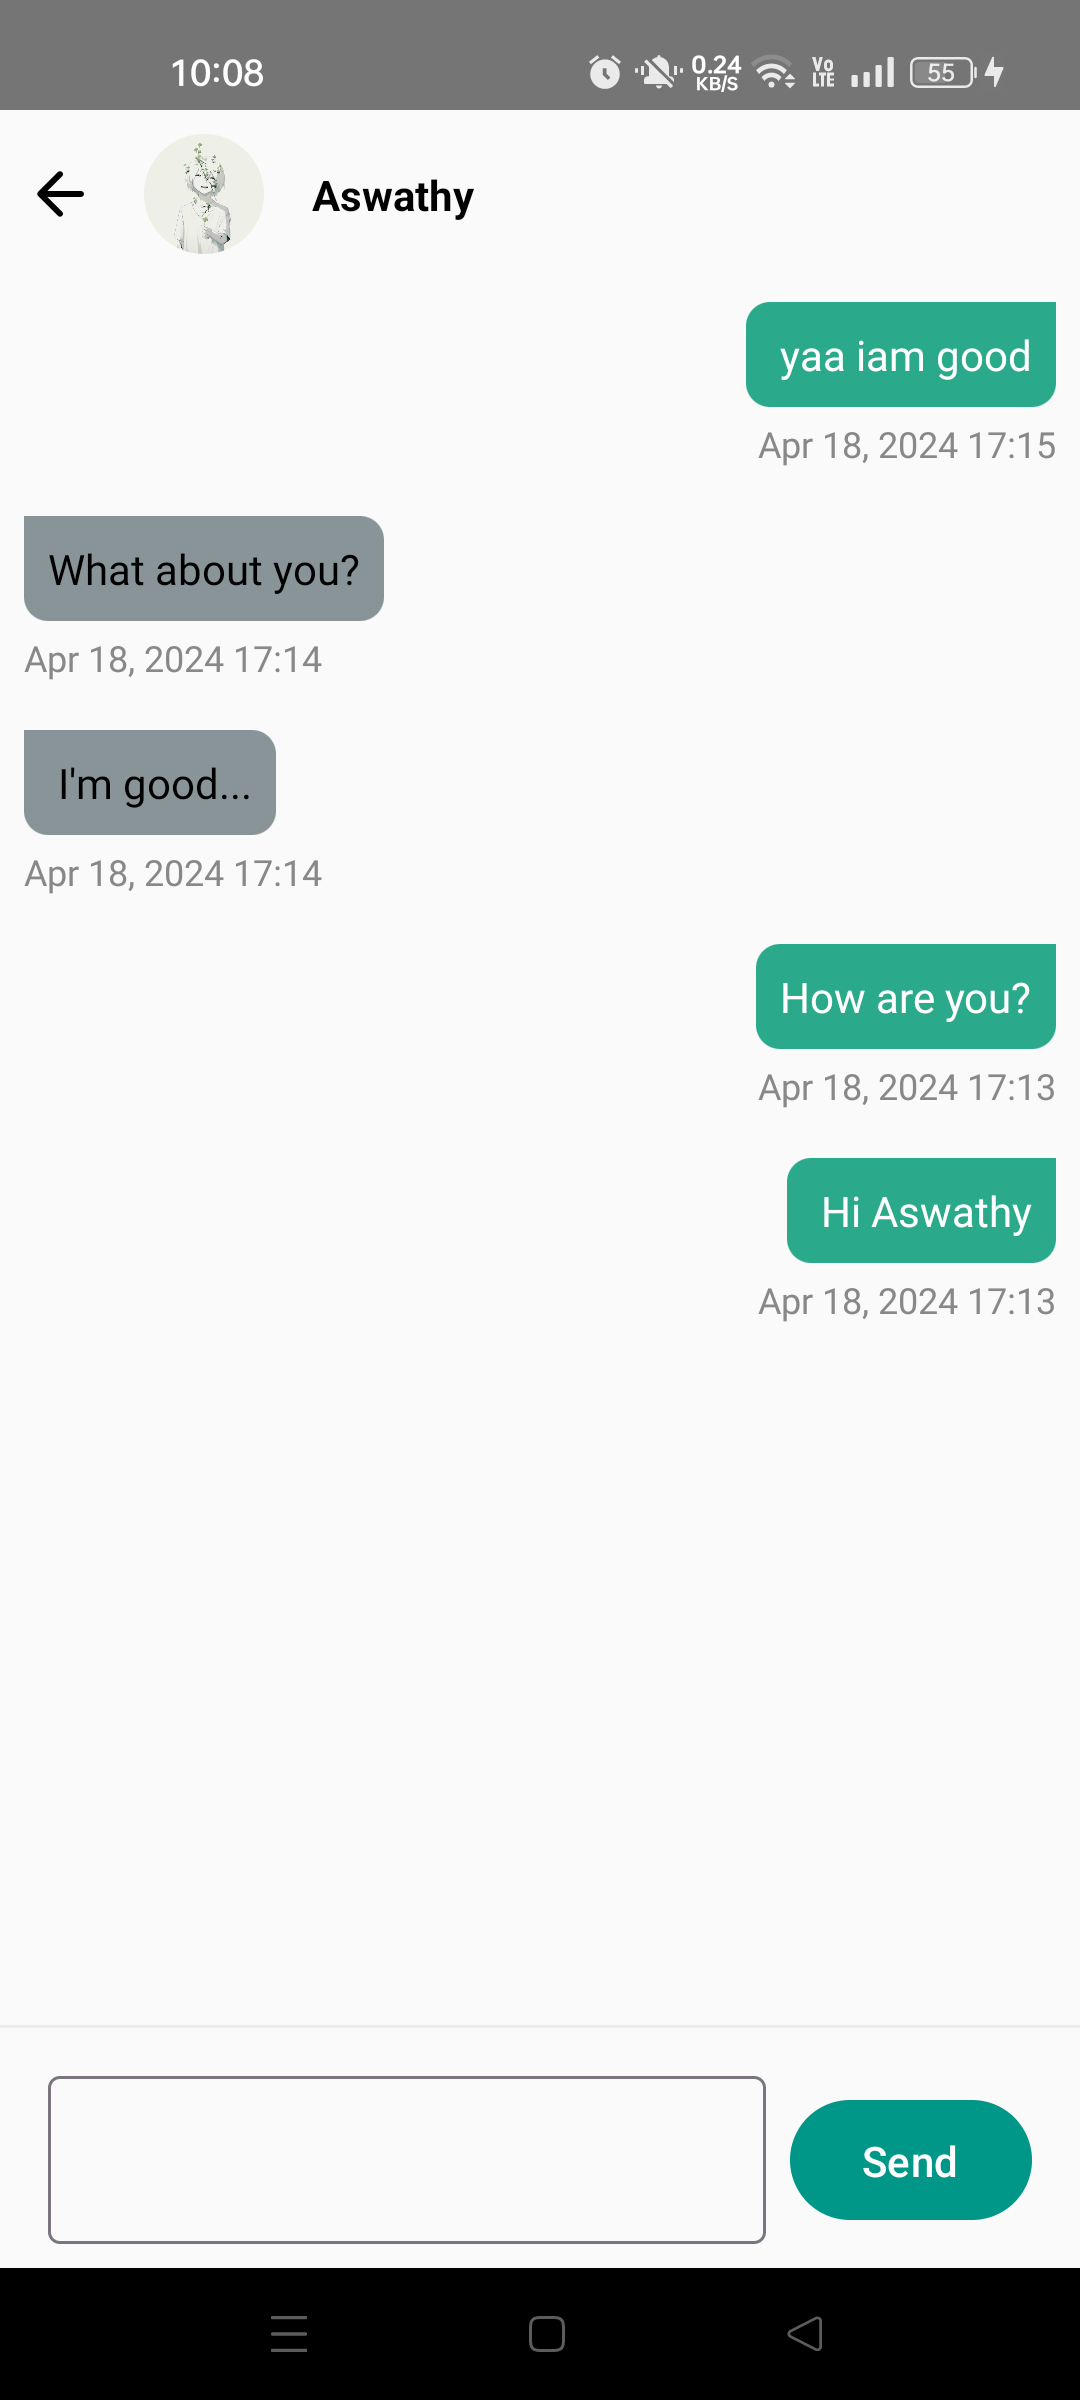 10:08
0.24
KB/S
Vo
LTE
55
Aswathy
yaa iam good
Apr 18, 2024 17:15
What about you?
Apr 18, 2024 17:14
I'm good...
Apr 18, 2024 17:14
How are you?
Apr 18, 2024 17:13
Hi Aswathy
Apr 18, 2024 17:13
Send